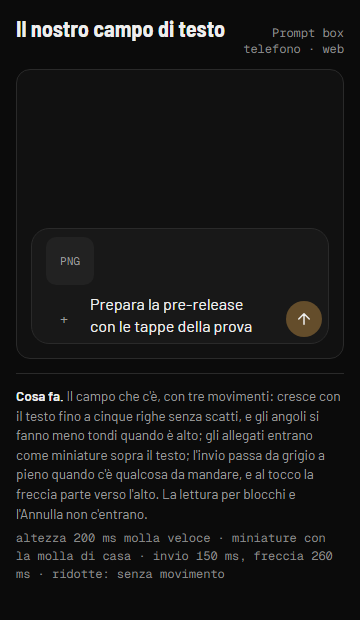 Il nostro campo di testo
Prompt box
telefono · web
PNG
Prepara la pre-release
+ con le tappe della prova
Cosa fa. Il campo che c'è, con tre movimenti: cresce con
il testo fino a cinque righe senza scatti, e gli angoli si
fanno meno tondi quando è alto; gli allegati entrano
come miniature sopra il testo; l'invio passa da grigio a
pieno quando c'è qualcosa da mandare, e al tocco la
freccia parte verso l'alto. La lettura per blocchi e
l'Annulla non c'entrano.
altezza 200 ms molla veloce · miniature con
la molla di casa · invio 150 ms, freccia 260
ms · ridotte: senza movimento